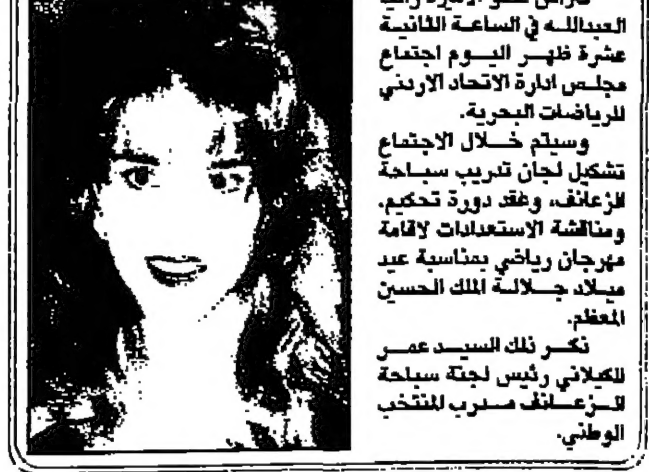 العبدالله في الساعة الثانية
عشرة ظهر اليوم اجتماع
مجلس ادارة الاتحاد الاردني
للرياضات البحرية.
وسيتم خلال الاجتماع
تشكيل لجان تدريب سباحة
الزعانف، وعقد دورة تحكيم،
ومناقشة الاستعدادات لاقامة
مهرجان رياضي بمناسبة عيد
ميلاد جلالة الملك الحسين
المعظم.
ذكر ذلك السيد عمر
الكيلاني رئيس لجنة سباحة
الزعانف مدرب المنتخب
الوطني.